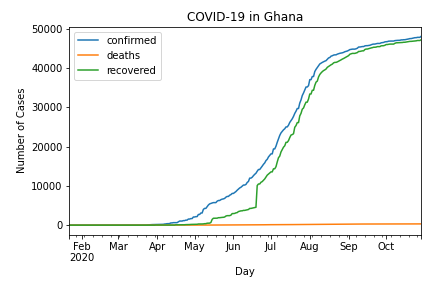 COVID-19 in Ghana
50000
40000
30000
20000
10000
0
Number of Cases
confirmed
deaths
recovered
Feb Mar Apr May Jun Jul Aug Sep Oct
2020
Day